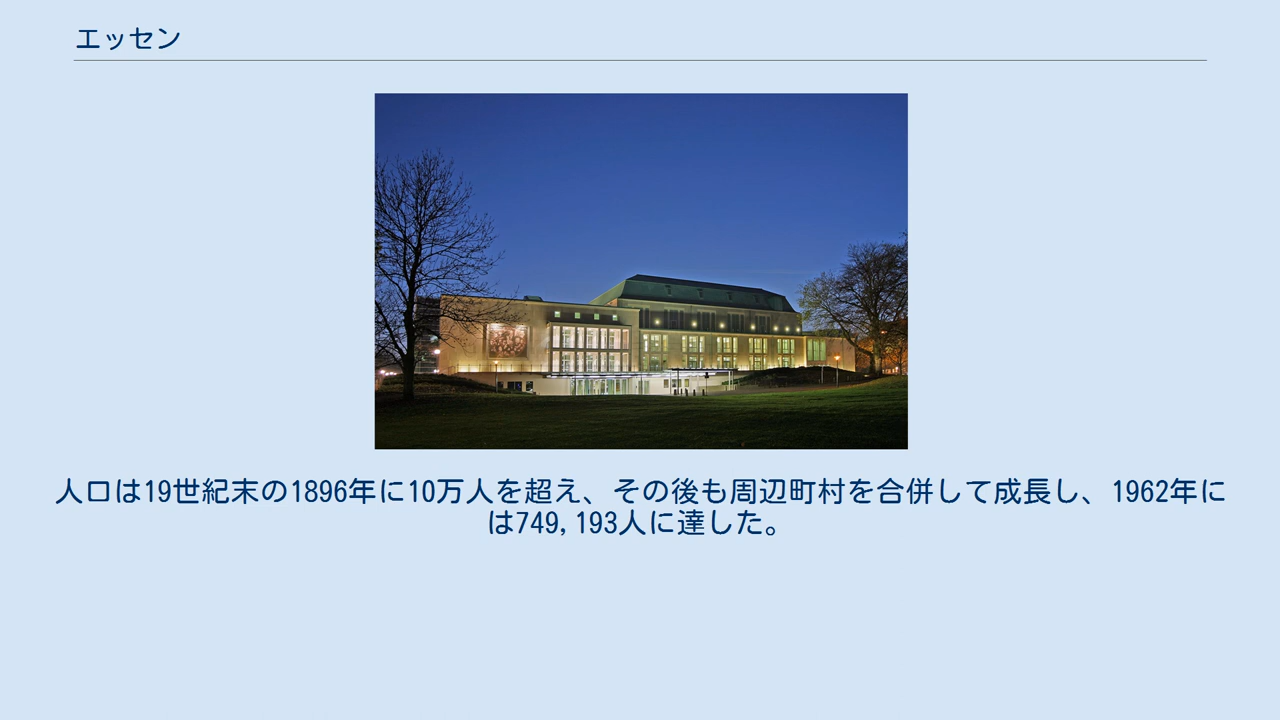 エッセン
人口は19世紀末の1896年に10万人を超え、その後も周辺町村を合併して成長し、1962年に
は749,193人に達した。